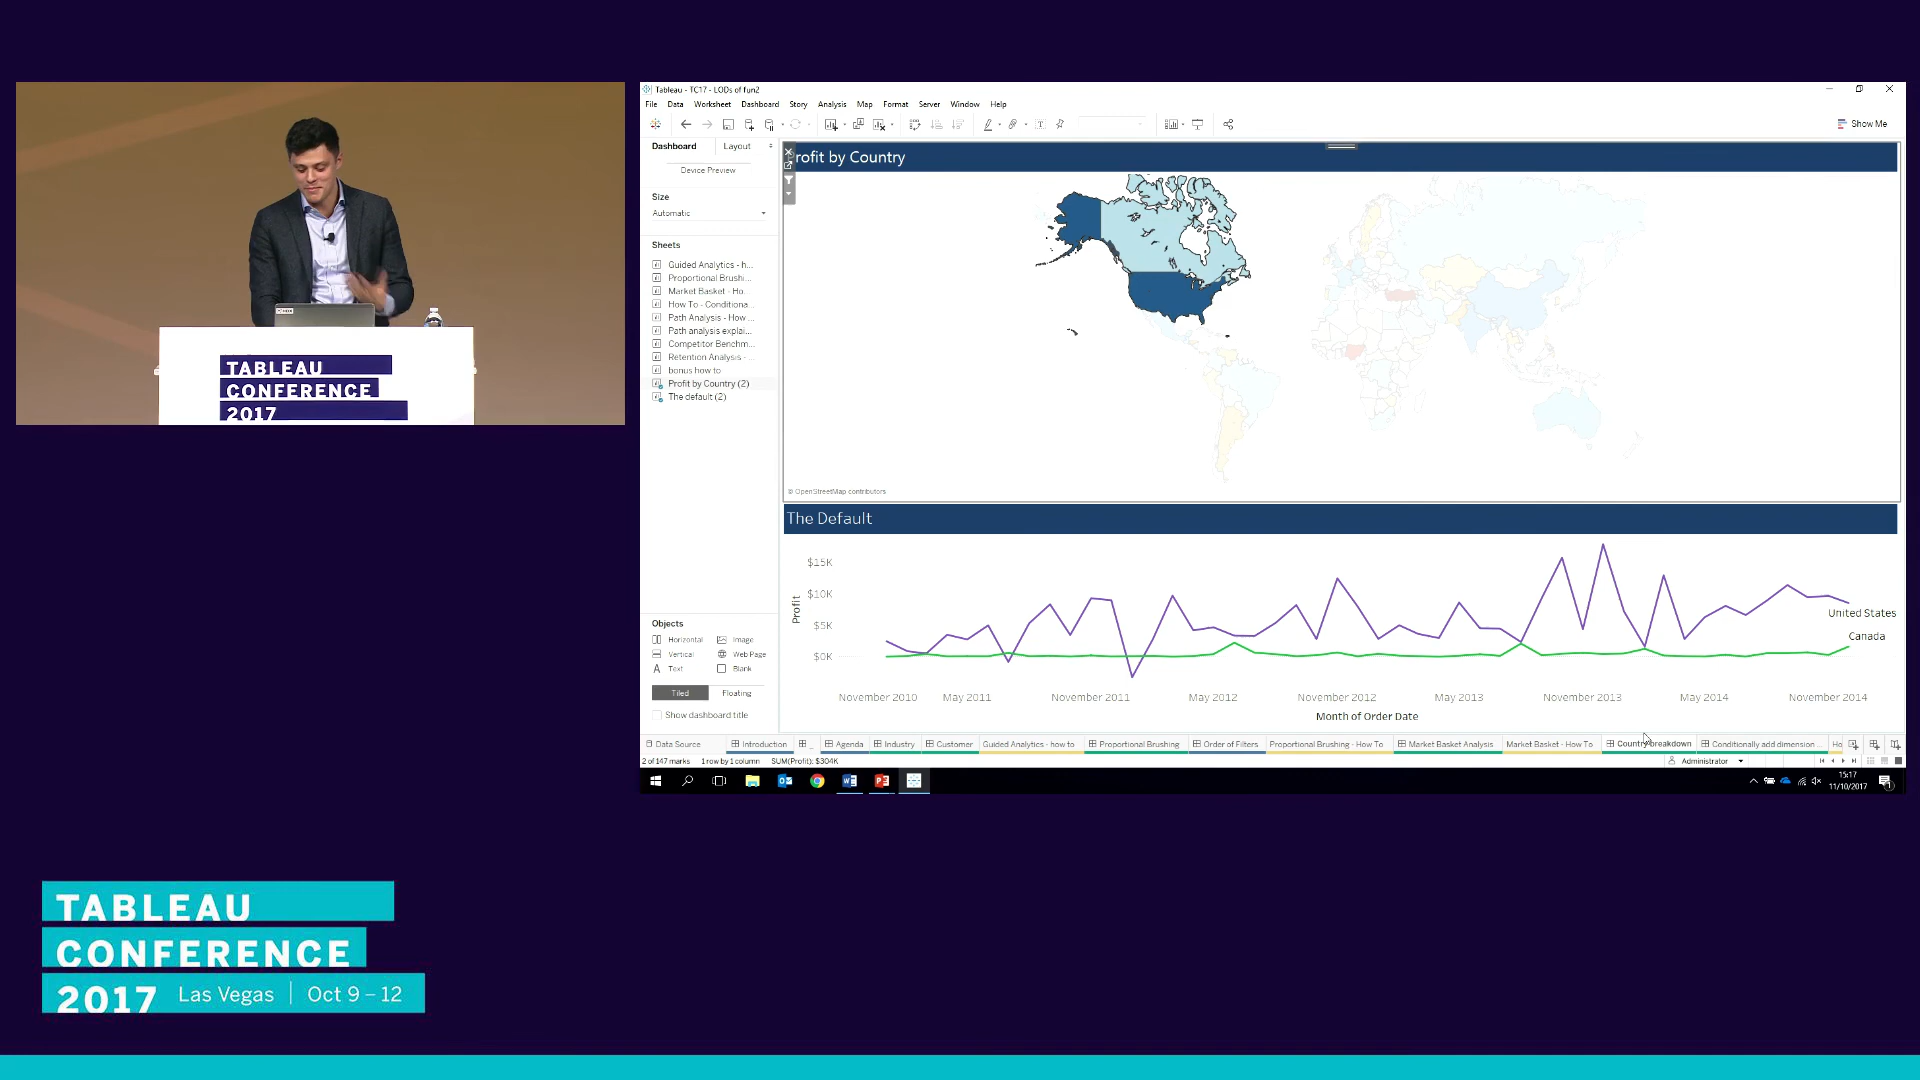 TABLEAU
CONFERENCE
2017
Tableau - TC17 - LODs of fun2
File Data Worksheet Dashboard Story Analysis Map Format Server Window Help
Show Me
Dashboard Layout
Device Preview
Size
Automatic
Sheets
Guided Analytics - h...
Proportional Brushi...
Market Basket - Ho...
How To - Conditiona...
Path Analysis - How ...
Path analysis explai...
Competitor Benchm...
Retention Analysis - ...
bonus how to
Profit by Country (2)
The default (2)
Objects
Horizontal Image
Vertical Web Page
Text Blank
Tiled Floating
Show dashboard title
rofit by Country
© OpenStreetMap contributors
The Default
Profit
$15K
$10K
$5K
$0K
United States
Canada
November 2010 May 2011 November 2011 May 2012 November 2012 May 2013 November 2013 May 2014 November 2014
Month of Order Date
Data Source Introduction Agenda Industry Customer Guided Analytics - how to Proportional Brushing Order of Filters Proportional Brushing - How To Market Basket Analysis Market Basket - How To Country breakdown Conditionally add dimension... Ho
2 of 147 marks 1 row by 1 column SUM(Profit): $304K
Administrator
15:17
11/10/2017
TABLEAU
CONFERENCE
2017 Las Vegas | Oct 9 – 12